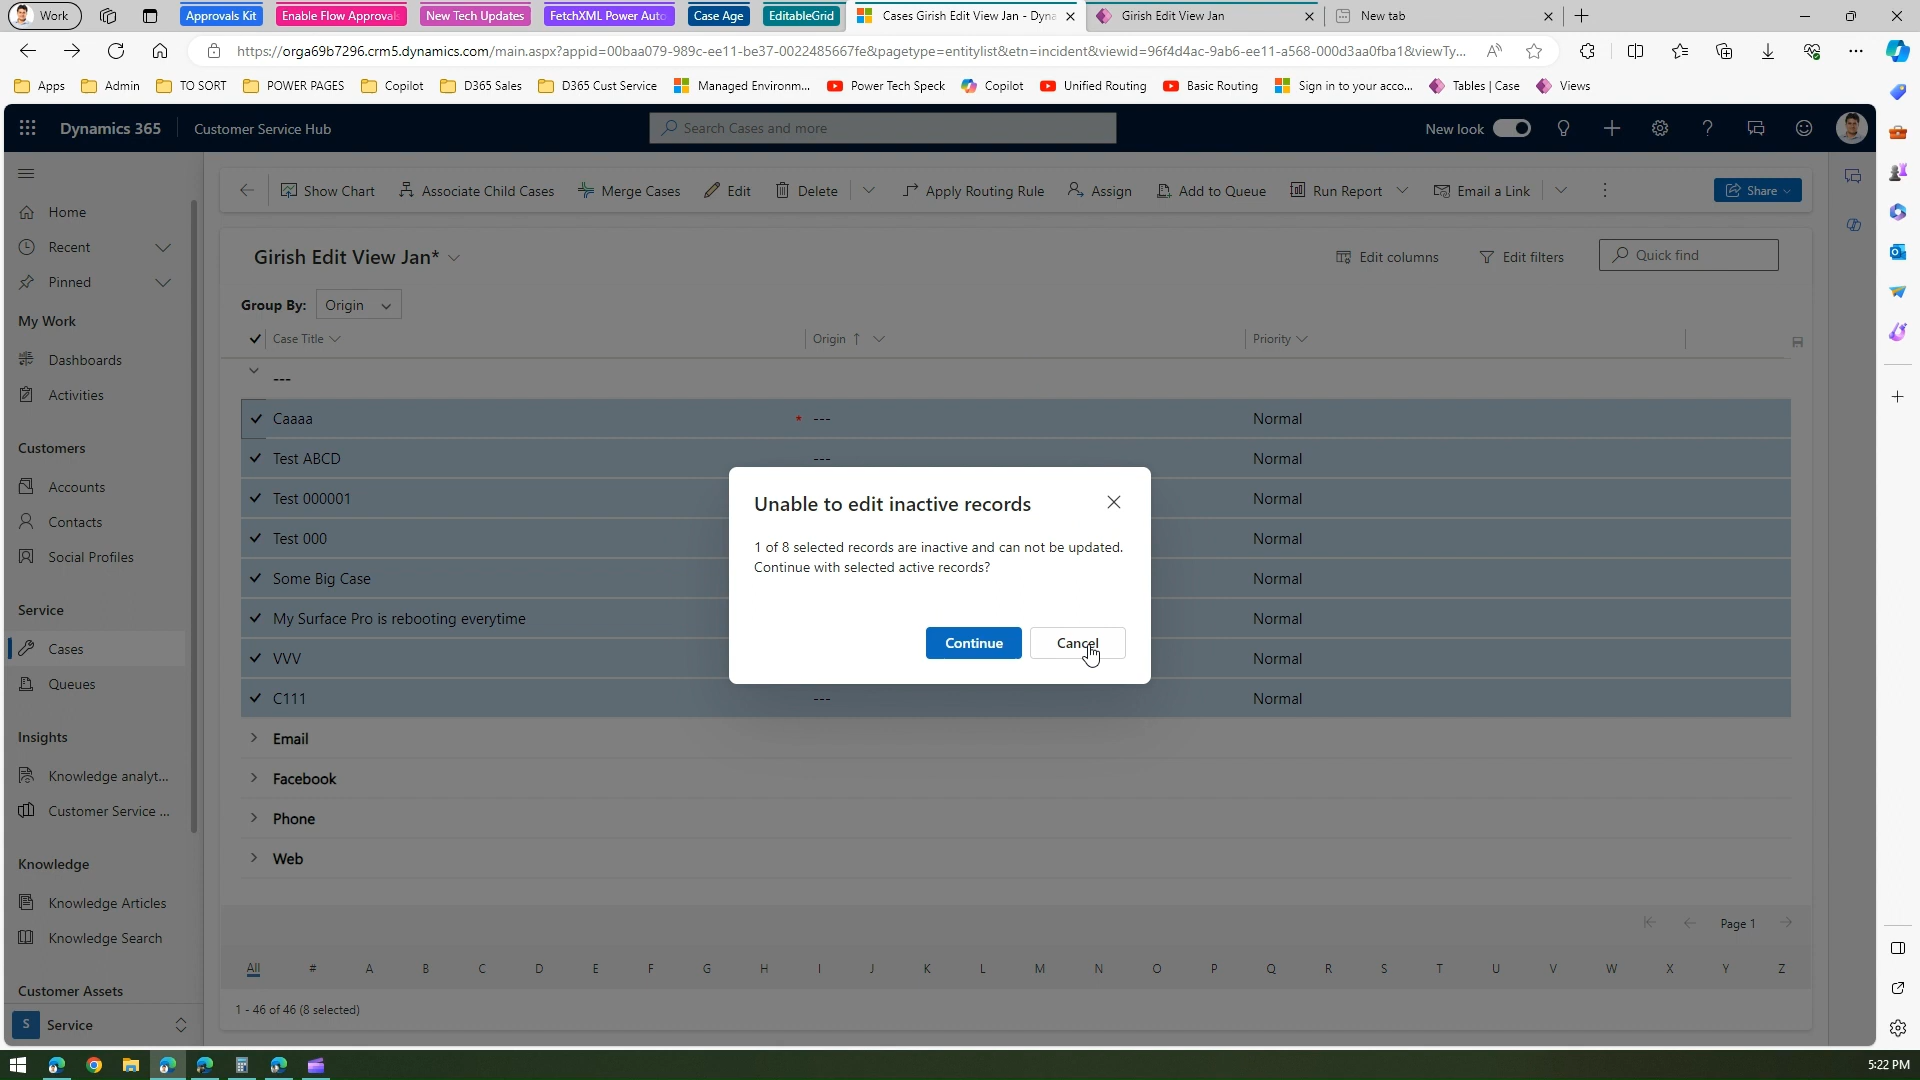 Work
Approvals Kit
Enable Flow Approvals
New Tech Updates
FetchXML Power Auto
Case Age
EditableGrid
Cases Girish Edit View Jan - Dyna
Girish Edit View Jan
New tab
https://orga69b7296.crm5.dynamics.com/main.aspx?appid=00baa079-989c-ee11-be37-0022485667fe&pagetype=entitylist&etn=incident&viewid=96f4d4ac-9ab6-ee11-a568-000d3aa0fba1&viewTy...
Apps
Admin
TO SORT
POWER PAGES
Copilot
D365 Sales
D365 Cust Service
Managed Environm...
Power Tech Speck
Copilot
Unified Routing
Basic Routing
Sign in to your acco...
Tables | Case
Views
Dynamics 365
Customer Service Hub
Search Cases and more
New look
Show Chart
Associate Child Cases
Merge Cases
Edit
Delete
Apply Routing Rule
Assign
Add to Queue
Run Report
Email a Link
Share
Home
Recent
Pinned
My Work
Dashboards
Activities
Customers
Accounts
Contacts
Social Profiles
Service
Cases
Queues
Insights
Knowledge analyt...
Customer Service ...
Knowledge
Knowledge Articles
Knowledge Search
Customer Assets
S Service
Girish Edit View Jan*
Edit columns
Edit filters
Quick find
Group By: Origin
Case Title
Origin ↑
Priority
---
Caaaa * --- Normal
Test ABCD --- Normal
Test 000001 Normal
Test 000 Normal
Some Big Case Normal
My Surface Pro is rebooting everytime Normal
VVV Normal
C111 --- Normal
Email
Facebook
Phone
Web
Unable to edit inactive records
1 of 8 selected records are inactive and can not be updated.
Continue with selected active records?
Continue
Cancel
Page 1
All # A B C D E F G H I J K L M N O P Q R S T U V W X Y Z
1 - 46 of 46 (8 selected)
5:22 PM